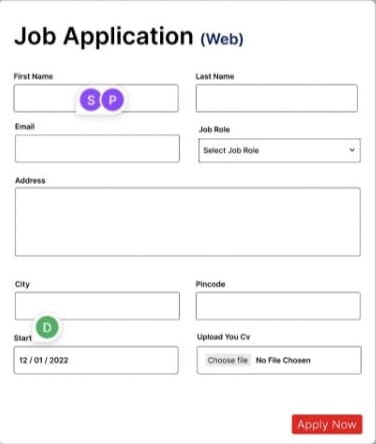 Job Application (Web)
First Name
Last Name
S P
Email
Job Role
Select Job Role
Address
City
Pincode
D
Start
Upload You Cv
12 / 01 / 2022
Choose file No File Chosen
Apply Now